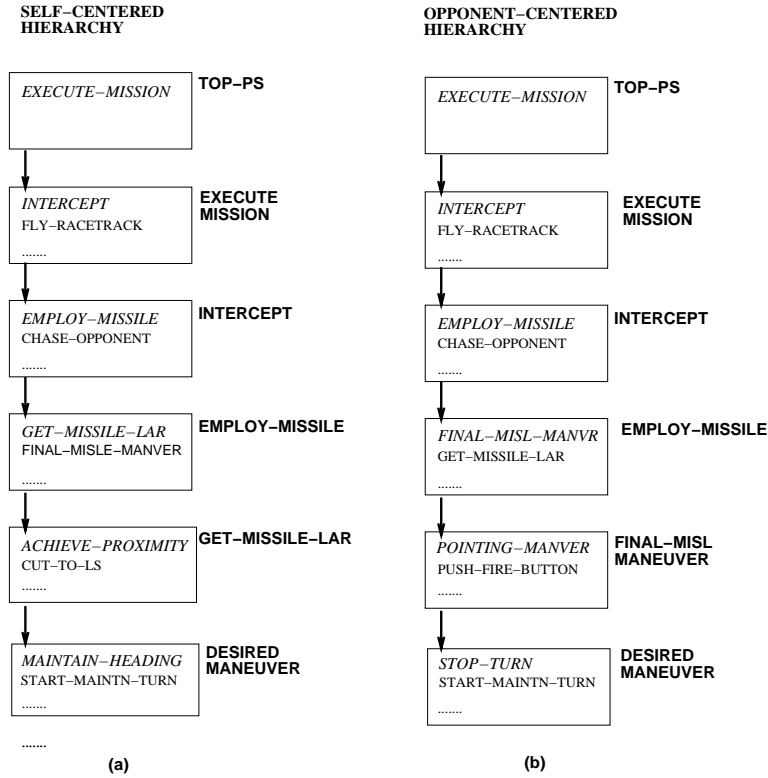 SELF–CENTERED
HIERARCHY
EXECUTE–MISSION
TOP–PS
INTERCEPT
FLY–RACETRACK
.......
EXECUTE
MISSION
EMPLOY–MISSILE
CHASE–OPPONENT
.......
INTERCEPT
GET–MISSILE–LAR
FINAL–MISLE–MANVER
.......
EMPLOY–MISSILE
ACHIEVE–PROXIMITY
CUT–TO–LS
.......
GET–MISSILE–LAR
MAINTAIN–HEADING
START–MAINTN–TURN
.......
DESIRED
MANEUVER
.......
(a)
OPPONENT–CENTERED
HIERARCHY
EXECUTE–MISSION
TOP–PS
INTERCEPT
FLY–RACETRACK
.......
EXECUTE
MISSION
EMPLOY–MISSILE
CHASE–OPPONENT
.......
INTERCEPT
FINAL–MISL–MANVR
GET–MISSILE–LAR
.......
EMPLOY–MISSILE
POINTING–MANVER
PUSH–FIRE–BUTTON
.......
FINAL–MISL
MANEUVER
STOP–TURN
START–MAINTN–TURN
.......
DESIRED
MANEUVER
(b)